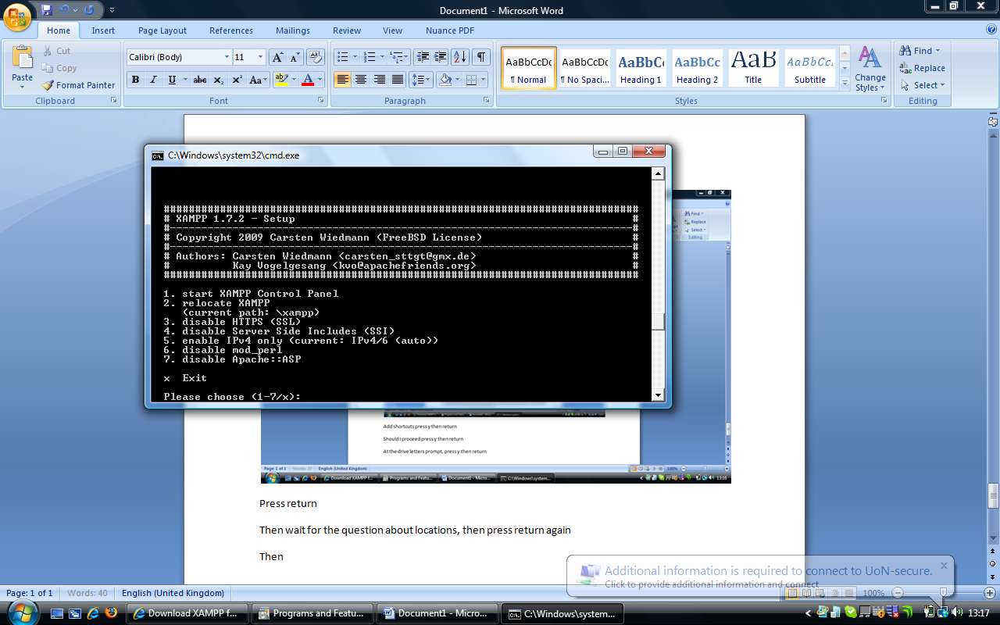 Document1 - Microsoft Word
Home Insert Page Layout References Mailings Review View Nuance PDF
Paste
Cut
Copy
Format Painter
Clipboard
Calibri (Body) 11
B I U abc x₂ x² Aa
Font
Paragraph
AaBbCcDc AaBbCcDc AaBbCc AaBbCc AaB AaBbCc.
¶ Normal ¶ No Spaci... Heading 1 Heading 2 Title Subtitle
Change Styles
Styles
Find
Replace
Select
Editing
C:\Windows\system32\cmd.exe
###########################################################################
# XAMPP 1.7.2 - Setup #
#-------------------------------------------------------------------------#
# Copyright 2009 Carsten Wiedmann (FreeBSD License) #
#-------------------------------------------------------------------------#
# Authors: Carsten Wiedmann <carsten_sttgt@gmx.de> #
# Kay Vogelgesang <kvo@apachefriends.org> #
###########################################################################
1. start XAMPP Control Panel
2. relocate XAMPP
(current path: \xampp)
3. disable HTTPS (SSL)
4. disable Server Side Includes (SSI)
5. enable IPv4 only (current: IPv4/6 (auto))
6. disable mod_perl
7. disable Apache::ASP
x Exit
Please choose (1-7/x):
Find
Replace
Select
Editing
Add shortcuts press y then return
Should I proceed press y then return
At the drive letters prompt, press y then return
Page: 1 of 1 Words: 27 English (United Kingdom) 100%
Download XAMPP f... Programs and Featu... Document1 - Micro... C:\Windows\system... 13:16
Press return
Then wait for the question about locations, then press return again
Then
Additional information is required to connect to UoN-secure.
Click to provide additional information and connect
Page: 1 of 1 Words: 40 English (United Kingdom) 100%
Download XAMPP f... Programs and Featu... Document1 - Micro... C:\Windows\system... 13:17